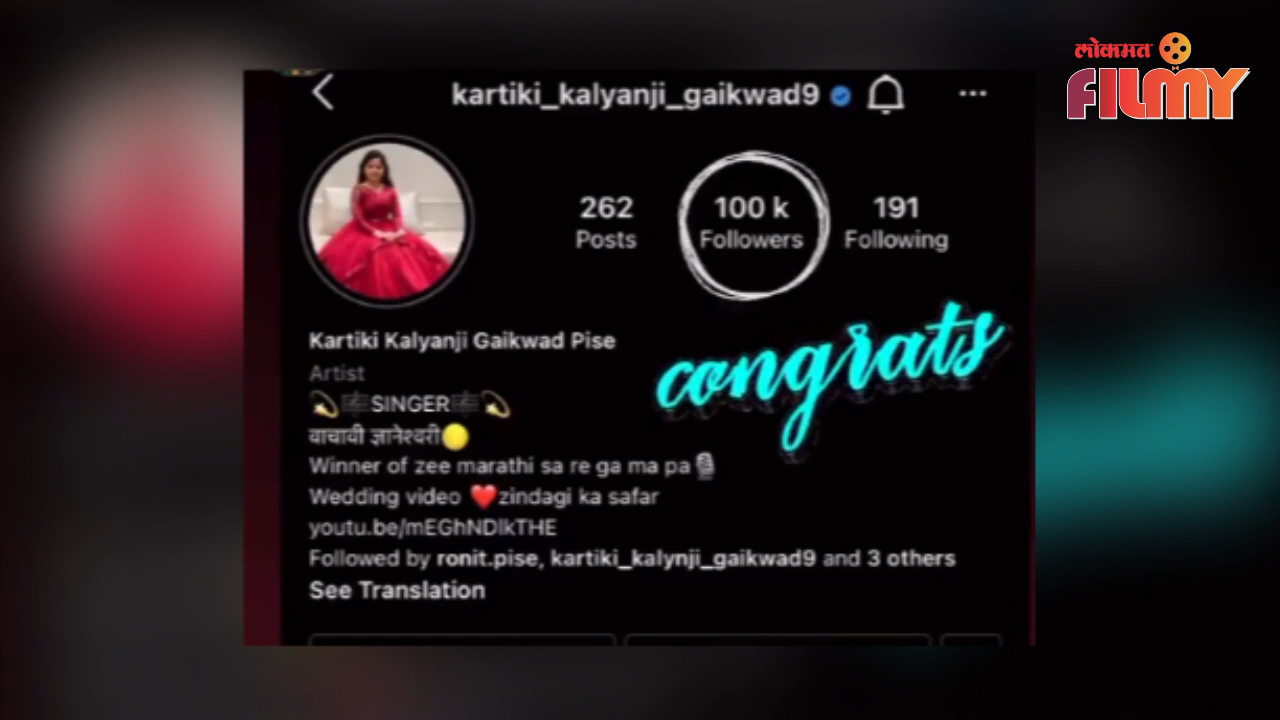 लोकमत
FILMY
kartiki_kalyanji_gaikwad9
262
Posts
100 k
Followers
191
Following
Kartiki Kalyanji Gaikwad Pise
Artist
💫🎼SINGER🎼💫
वाचावी ज्ञानेश्वरी🟡
Winner of zee marathi sa re ga ma pa🎙️
Wedding video ❤️zindagi ka safar
youtu.be/mEGhNDlkTHE
Followed by ronit.pise, kartiki_kalynji_gaikwad9 and 3 others
See Translation
congrats